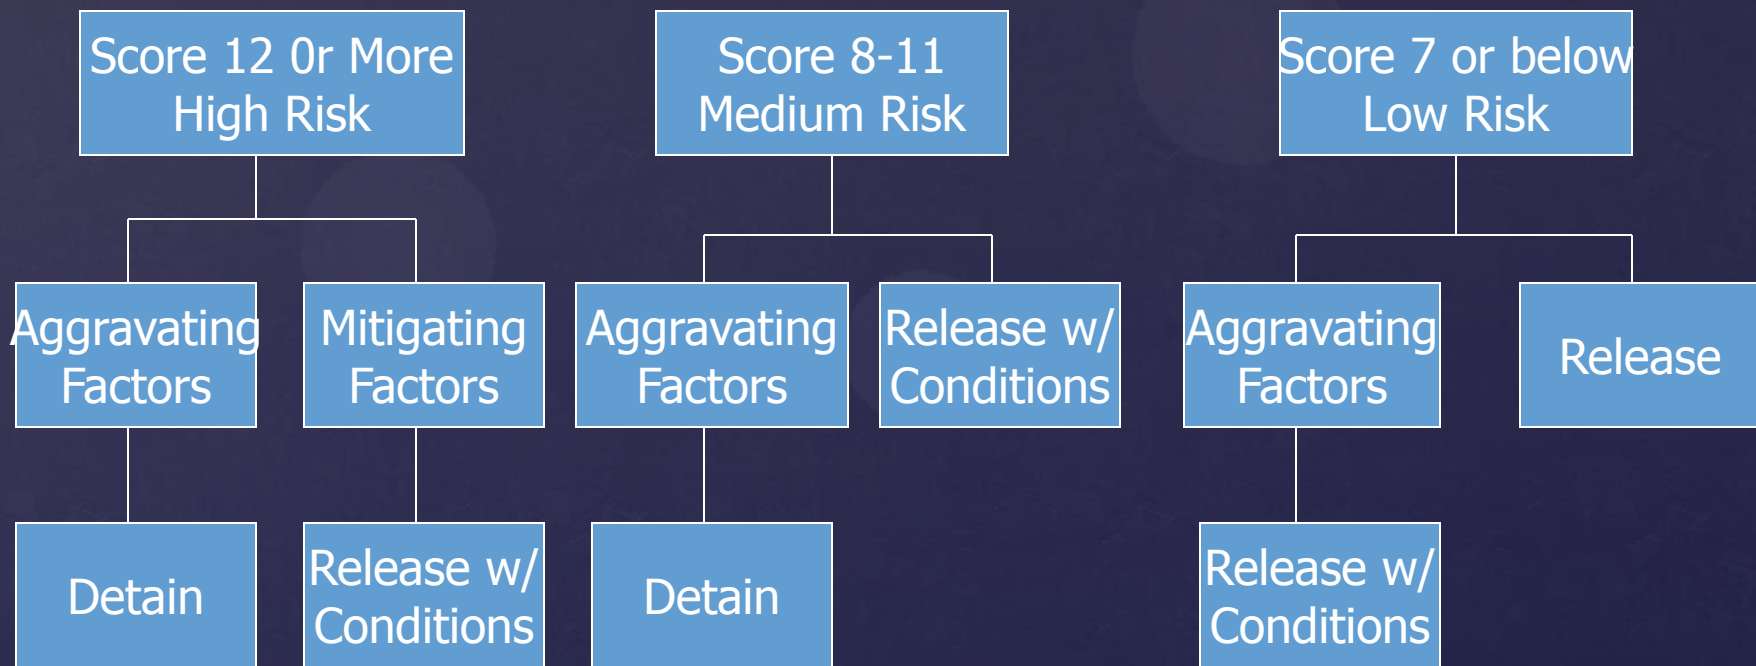 Score 12 0r More
High Risk
Score 8-11
Medium Risk
Score 7 or below
Low Risk
Aggravating
Factors
Mitigating
Factors
Aggravating
Factors
Release w/
Conditions
Aggravating
Factors
Release
Detain
Release w/
Conditions
Detain
Release w/
Conditions